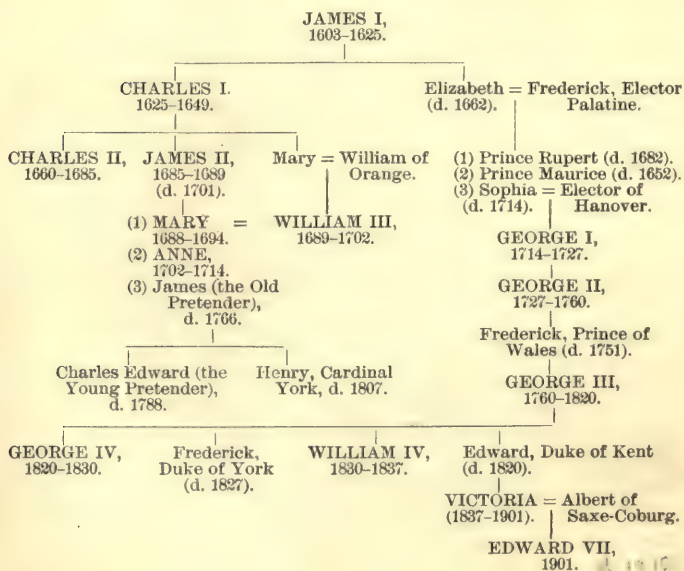 JAMES I,
1603–1625.
CHARLES I.
1625–1649.
Elizabeth = Frederick, Elector
(d. 1662). Palatine.
CHARLES II,
1660–1685.
JAMES II,
1685–1689
(d. 1701).
Mary = William of
Orange.
(1) Prince Rupert (d. 1682).
(2) Prince Maurice (d. 1652).
(3) Sophia = Elector of
(d. 1714). Hanover.
(1) MARY = WILLIAM III,
1688–1694. 1689–1702.
(2) ANNE,
1702–1714.
(3) James (the Old
Pretender),
d. 1766.
GEORGE I,
1714–1727.
GEORGE II,
1727–1760.
Frederick, Prince of
Wales (d. 1751).
Charles Edward (the
Young Pretender),
d. 1788.
Henry, Cardinal
York, d. 1807.
GEORGE III,
1760–1820.
GEORGE IV,
1820–1830.
Frederick,
Duke of York
(d. 1827).
WILLIAM IV,
1830–1837.
Edward, Duke of Kent
(d. 1820).
VICTORIA = Albert of
(1837–1901). Saxe-Coburg.
EDWARD VII,
1901.